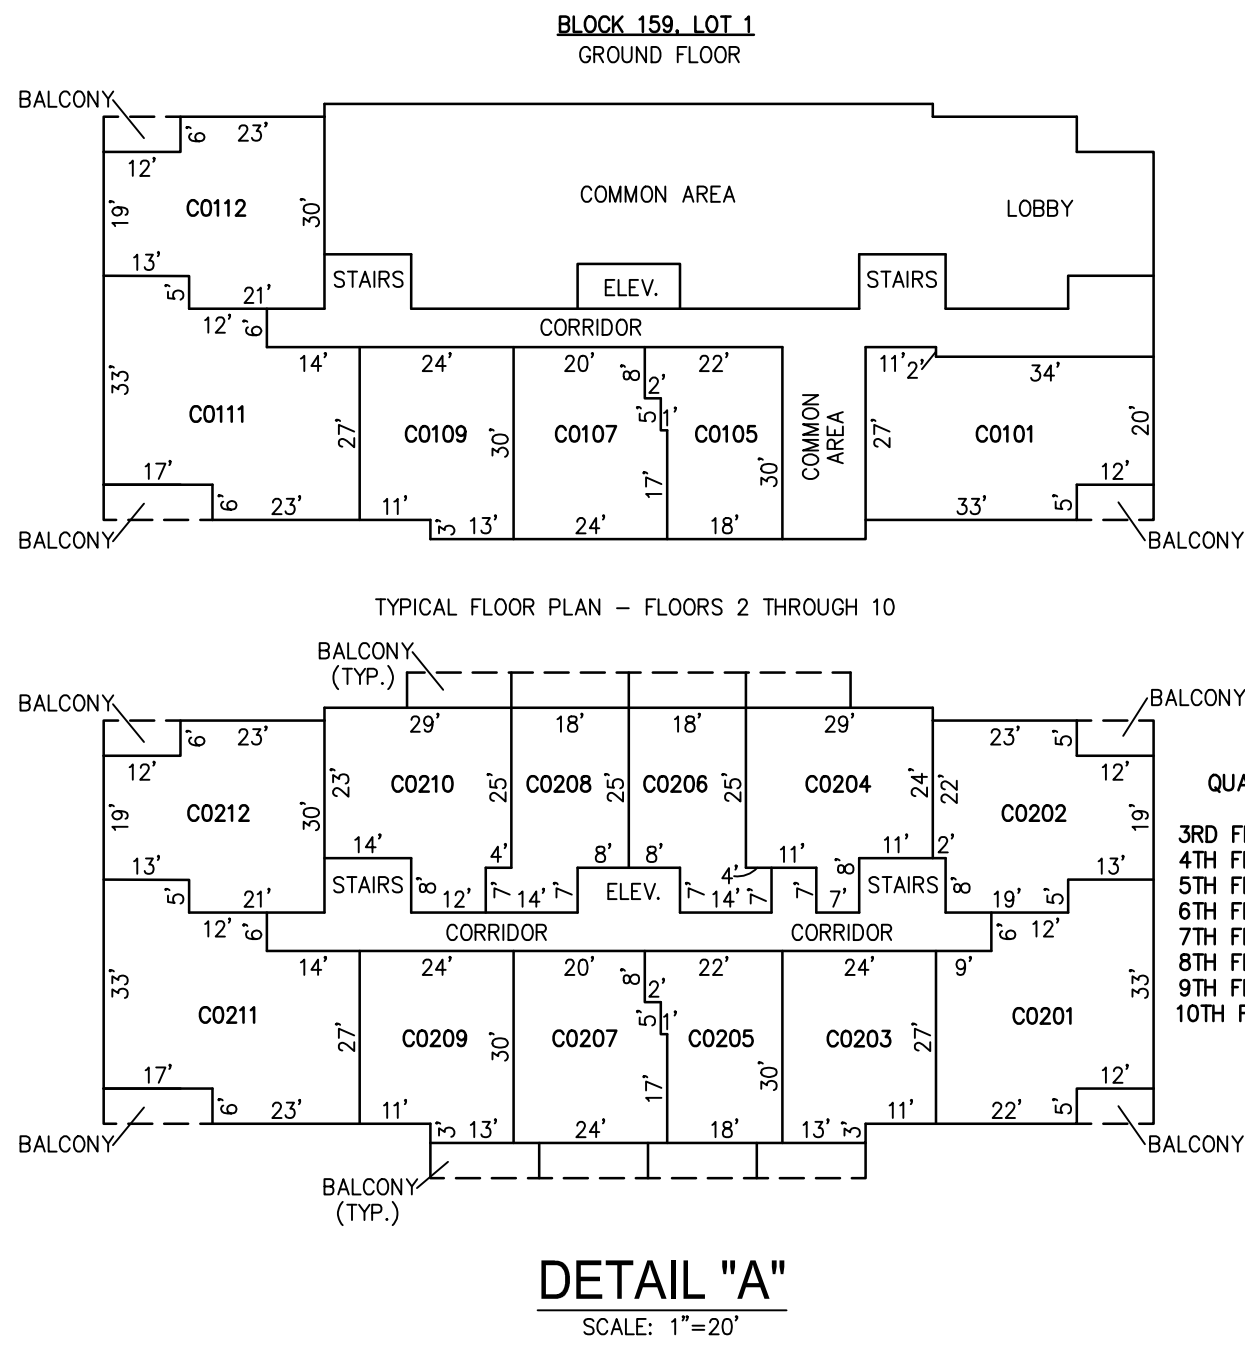 BLOCK 159, LOT 1
GROUND FLOOR
BALCONY
6' 23'
12'
COMMON AREA
LOBBY
19' C0112 30'
13'
STAIRS
ELEV.
STAIRS
5' 21'
12' 6'
CORRIDOR
14' 24' 20' 8' 22' 11' 2' 34'
33' 2'
C0111 5' 1'
27' C0109 30' C0107 C0105 COMMON AREA 27' C0101 20'
17' 17' 30' 12'
6' 23' 11' 3' 13' 24' 18' 33' 5'
BALCONY
BALCONY
TYPICAL FLOOR PLAN – FLOORS 2 THROUGH 10
BALCONY
(TYP.)
BALCONY
BALCONY
6' 23' 29' 18' 18' 29' 23' 5'
12' 12'
19' C0212 30' 23' C0210 25' C0208 25' C0206 25' C0204 24' 22' C0202 19'
QUA
3RD F
4TH F
5TH F
6TH F
7TH F
8TH F
9TH F
10TH F
13' 14' 4' 8' 8' 4' 11' 11' 2' 13'
5' 21' STAIRS 8' 12' 7' 14' 7' ELEV. 7' 14' 7' 7' 7' 8' STAIRS 8' 19' 5'
12' 6'
CORRIDOR
CORRIDOR
6' 12'
14' 24' 20' 8' 22' 24' 9'
33' 2' 33'
C0211 5' 1' C0201
27' C0209 30' C0207 C0205 C0203 27'
17' 17' 30' 12'
6' 23' 11' 3' 13' 24' 18' 13' 3' 11' 22' 5'
BALCONY
BALCONY
BALCONY
(TYP.)
DETAIL "A"
SCALE: 1"=20'